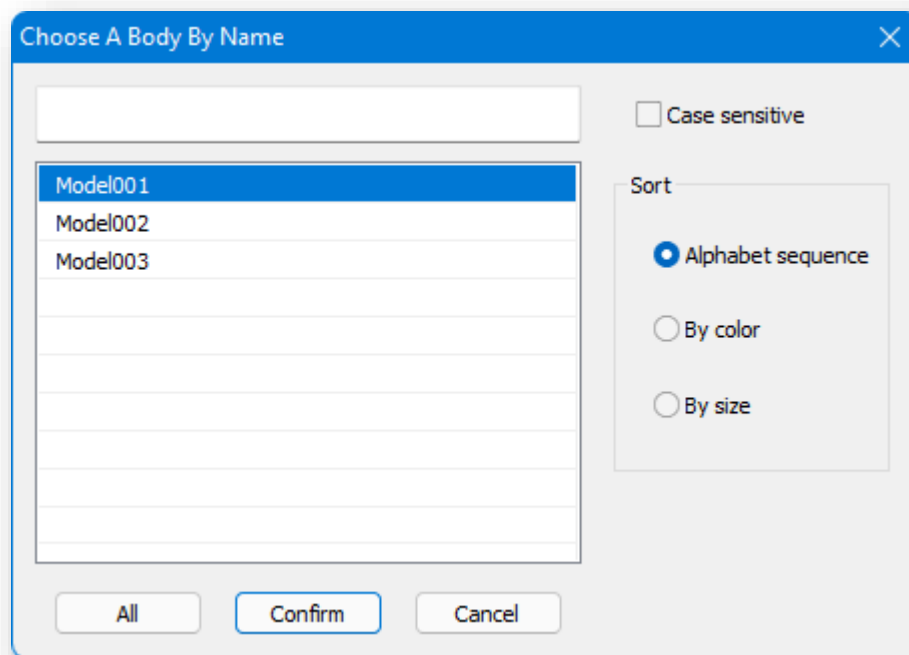 Choose A Body By Name
Case sensitive
Model001
Model002
Model003
Sort
Alphabet sequence
By color
By size
All
Confirm
Cancel